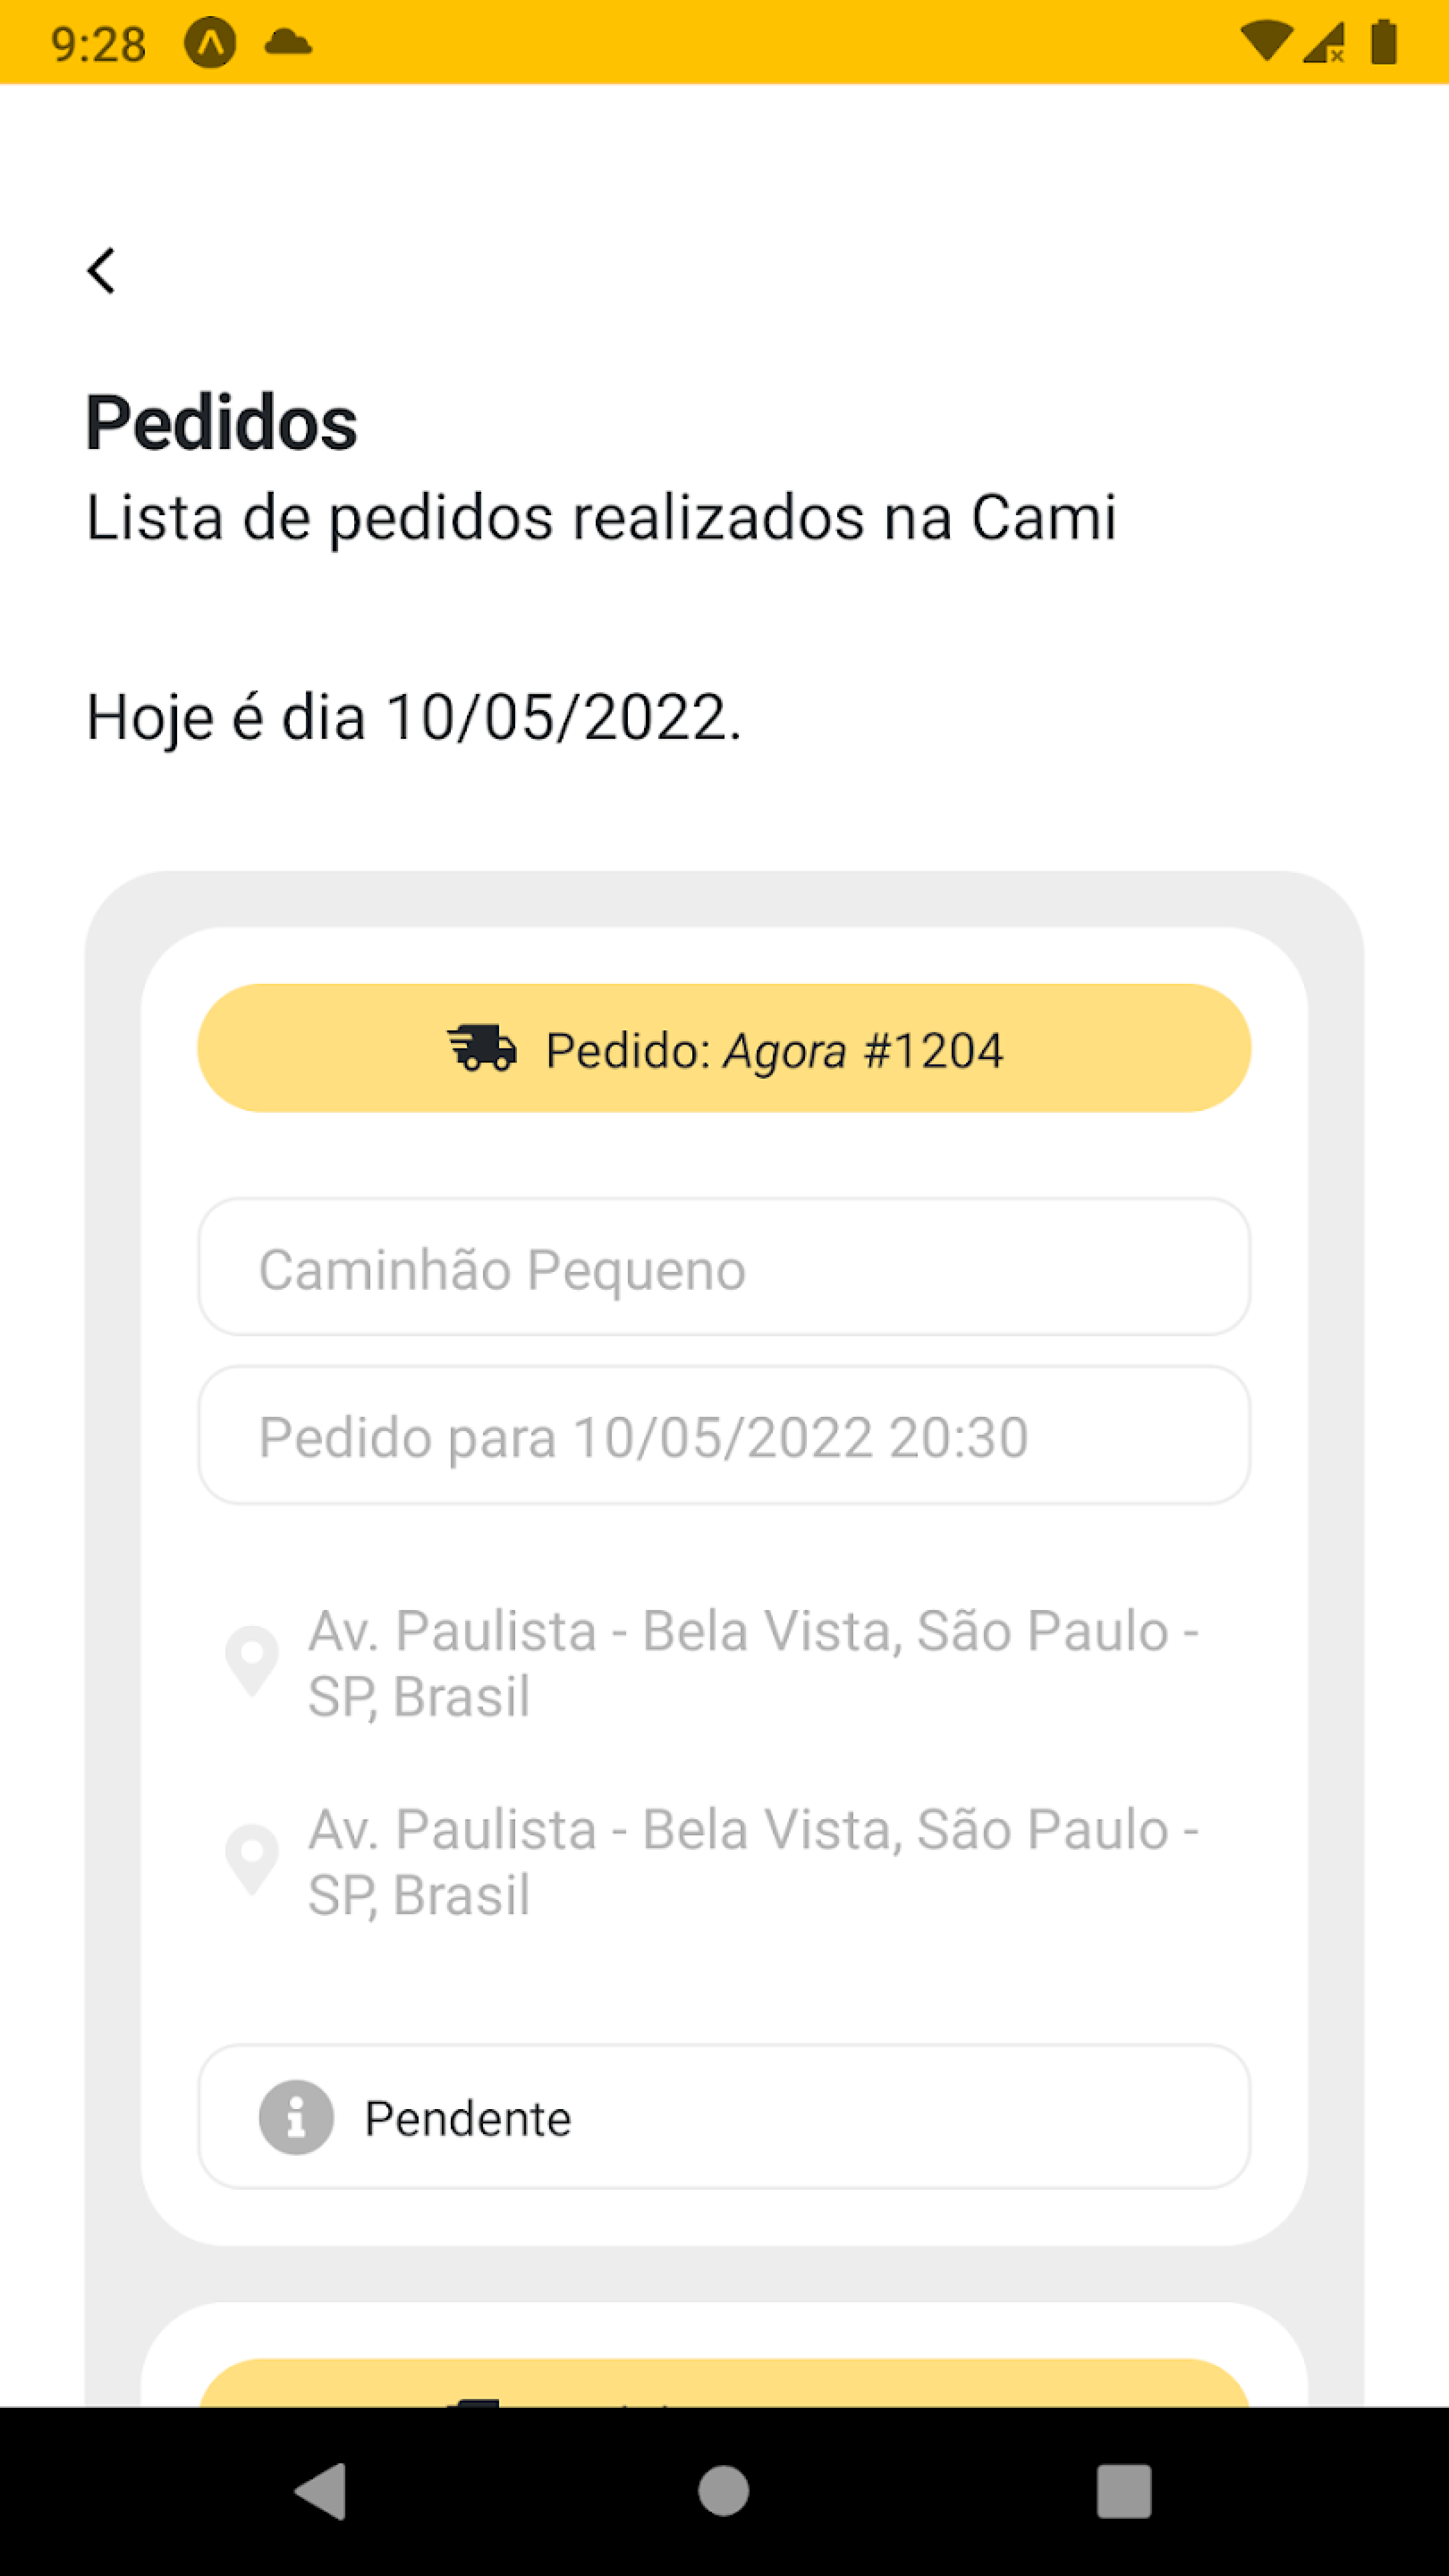 9:28
Pedidos
Lista de pedidos realizados na Cami
Hoje é dia 10/05/2022.
Pedido: Agora #1204
Caminhão Pequeno
Pedido para 10/05/2022 20:30
Av. Paulista - Bela Vista, São Paulo -
SP, Brasil
Av. Paulista - Bela Vista, São Paulo -
SP, Brasil
Pendente